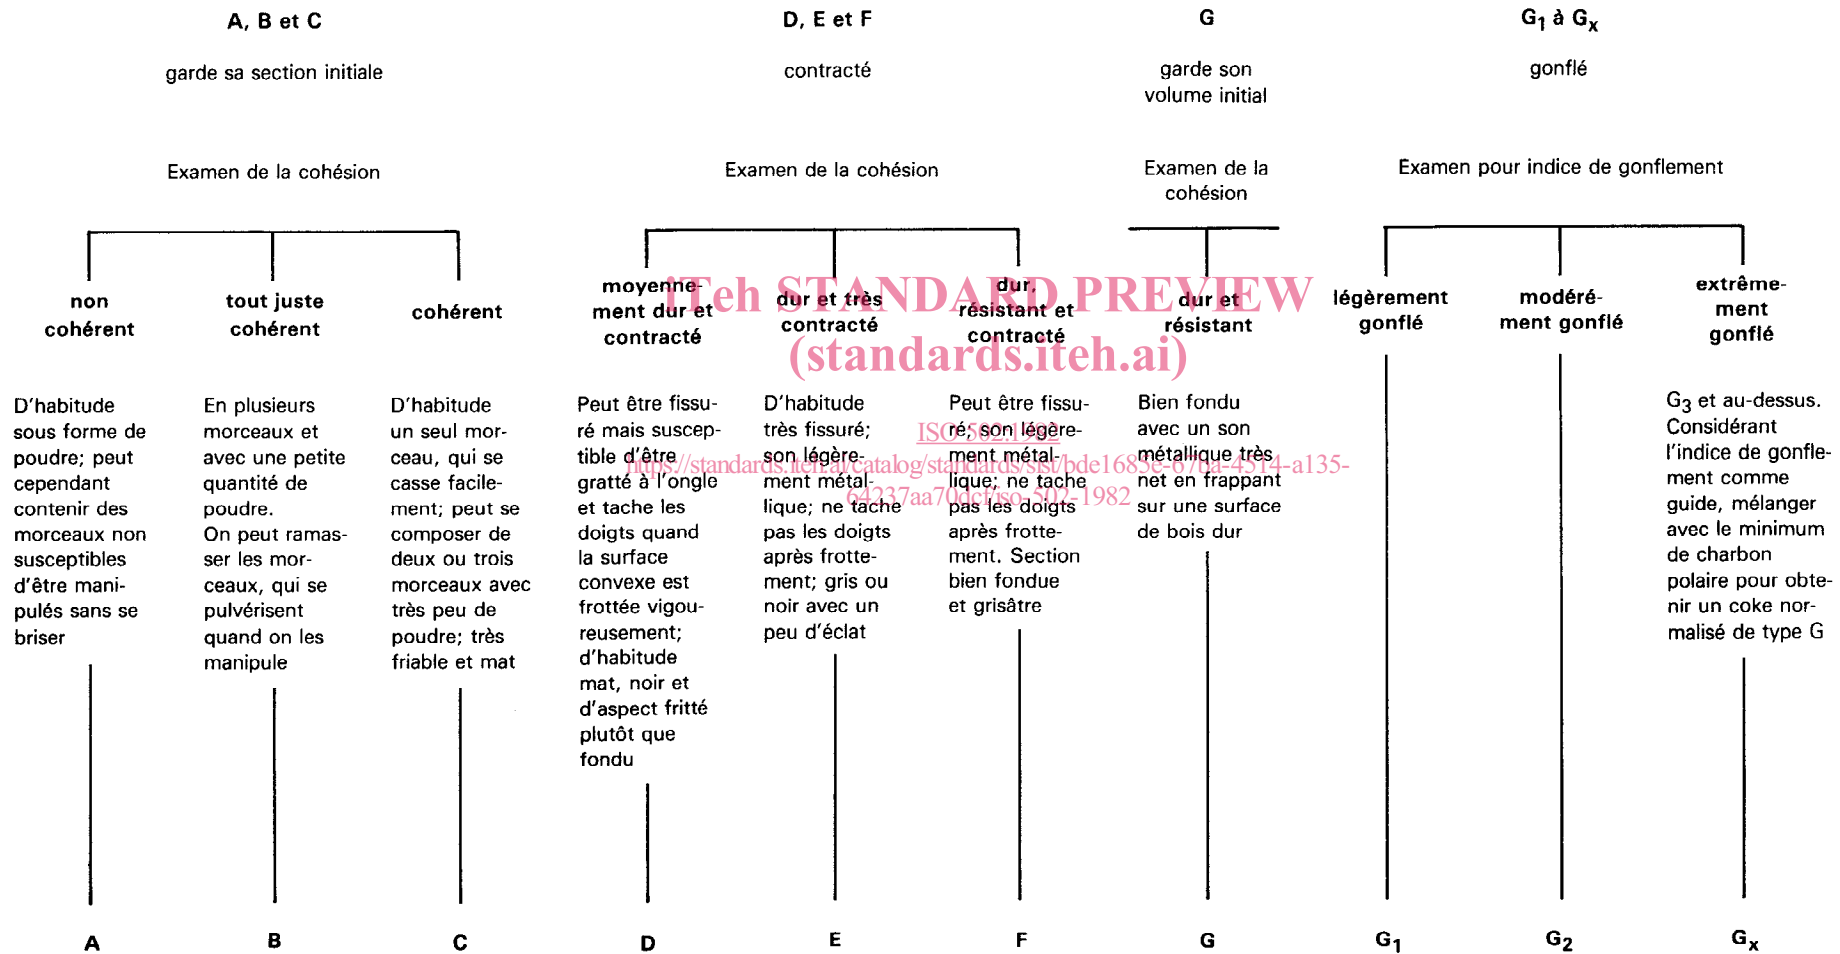 A, B et C
garde sa section initiale
Examen de la cohésion
D, E et F
contracté
Examen de la cohésion
G
garde son
volume initial
Examen de la
cohésion
G1 à Gx
gonflé
Examen pour indice de gonflement
non
cohérent
D'habitude
sous forme de
poudre; peut
cependant
contenir des
morceaux non
susceptibles
d'être mani-
pulés sans se
briser
A
tout juste
cohérent
En plusieurs
morceaux et
avec une petite
quantité de
poudre.
On peut ramas-
ser les mor-
ceaux, qui se
pulvérisent
quand on les
manipule
B
cohérent
D'habitude
un seul mor-
ceau, qui se
casse facile-
ment; peut se
composer de
deux ou trois
morceaux avec
très peu de
poudre; très
friable et mat
C
moyenne-
ment dur et
contracté
Peut être fissu-
ré mais suscep-
tible d'être
gratté à l'ongle
et tache les
doigts quand
la surface
convexe est
frottée vigou-
reusement;
d'habitude
mat, noir et
d'aspect fritté
plutôt que
fondu
D
dur et très
contracté
D'habitude
très fissuré;
son légère-
ment métal-
lique; ne tache
pas les doigts
après frotte-
ment; gris ou
noir avec un
peu d'éclat
E
dur,
résistant et
contracté
Peut être fissu-
ré; son légère-
ment métal-
lique; ne tache
pas les doigts
après frotte-
ment. Section
bien fondue
et grisâtre
F
dur et
résistant
Bien fondu
avec un son
métallique très
net en frappant
sur une surface
de bois dur
G
légèrement
gonflé
G1
modéré-
ment gonflé
G2
extrême-
ment
gonflé
G3 et au-dessus.
Considérant
l'indice de gonfle-
ment comme
guide, mélanger
avec le minimum
de charbon
polaire pour obte-
nir un coke nor-
malisé de type G
Gx
iTeh STANDARD PREVIEW
(standards.iteh.ai)
ISO 502:1982
https://standards.iteh.ai/catalog/standards/sist/bde1685e-67ba-4514-a135-
64237aa70dcf/iso-502-1982